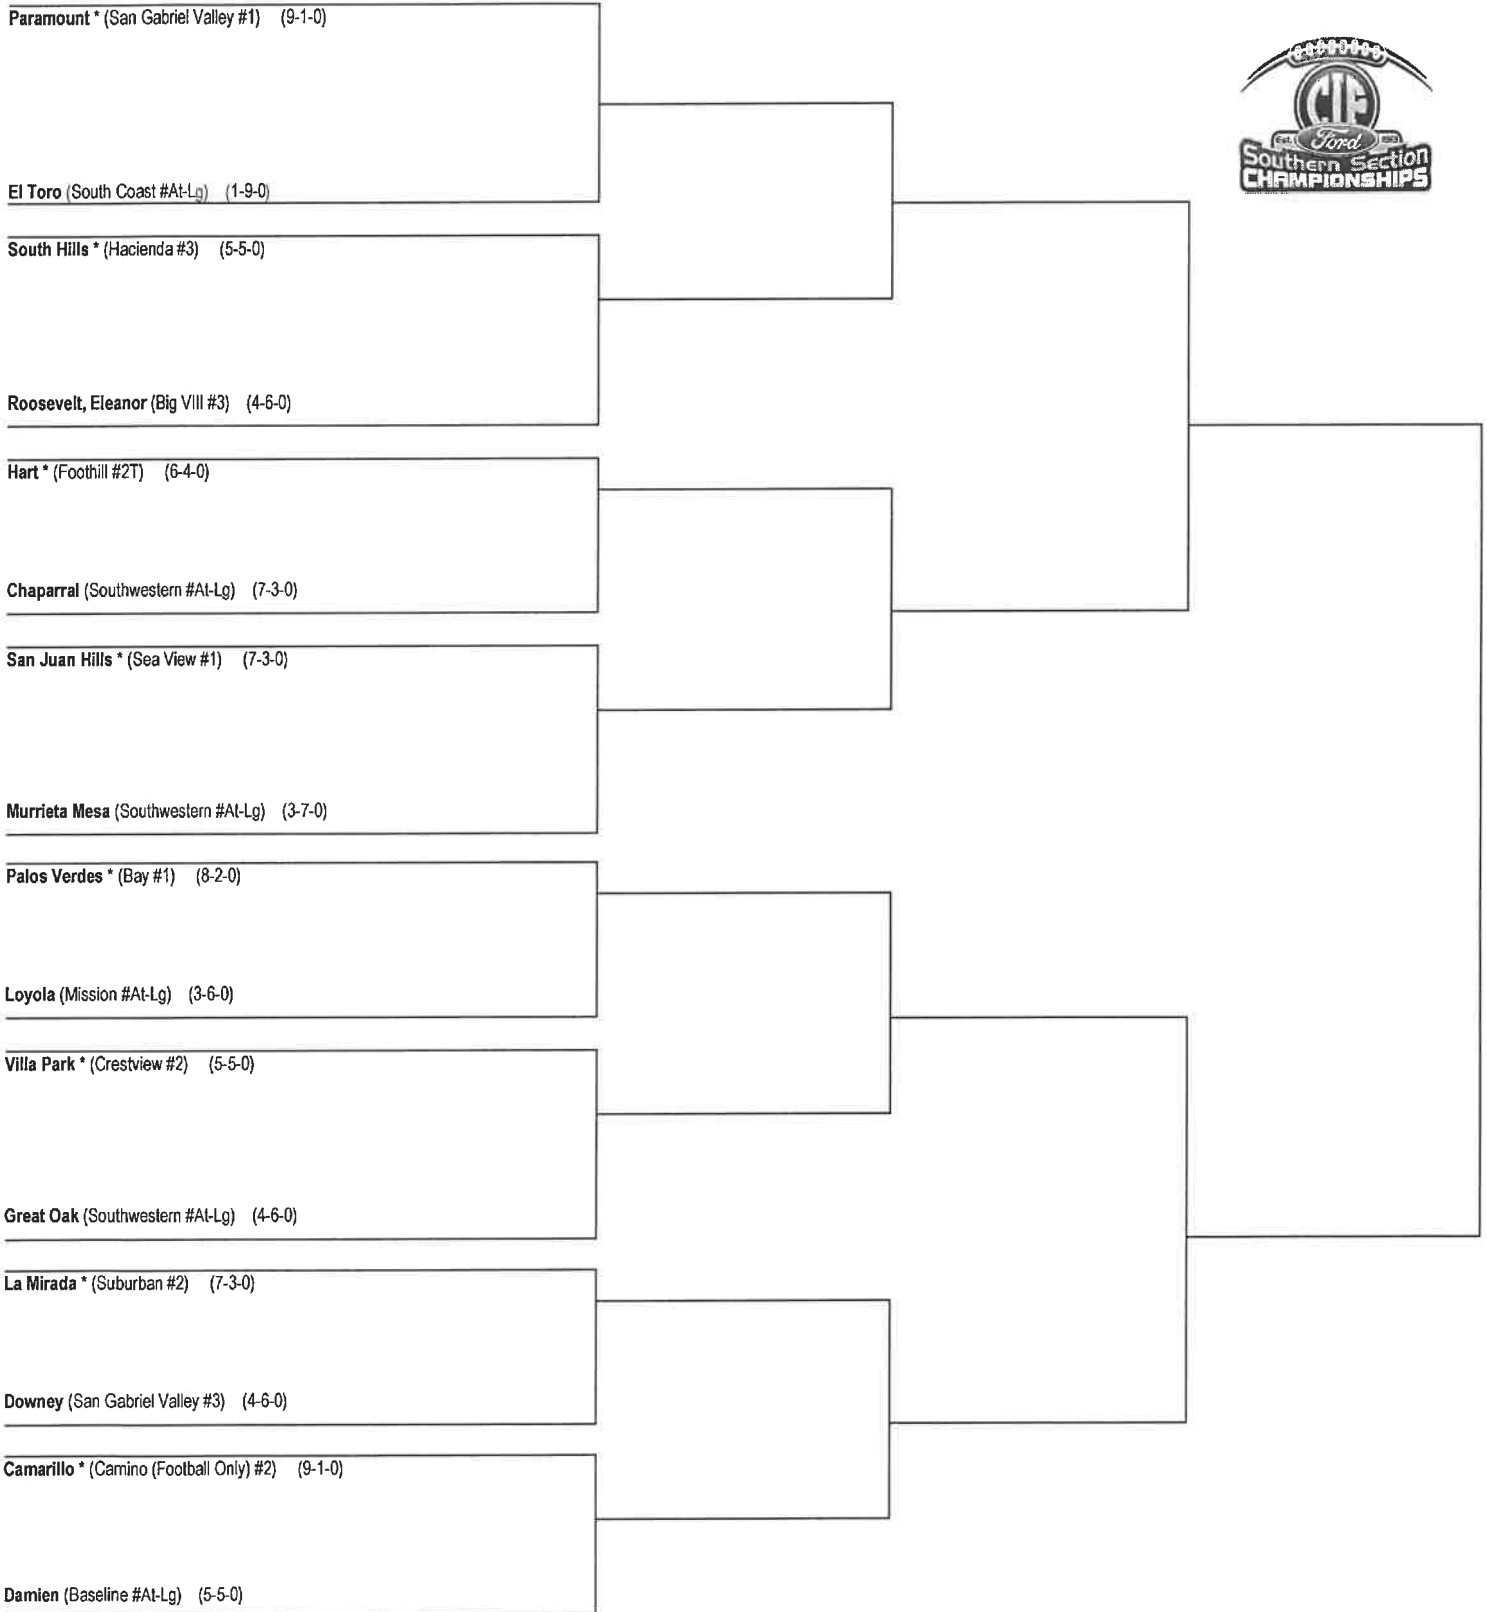 Paramount * (San Gabriel Valley #1) (9-1-0)
CIF
Est. Ford
El Toro (South Coast #At-Lg) (1-9-0)
Southern Section
CHAMPIONSHIPS
South Hills * (Hacienda #3) (5-5-0)
Roosevelt, Eleanor (Big VIII #3) (4-6-0)
Hart * (Foothill #2T) (6-4-0)
Chaparral (Southwestern #At-Lg) (7-3-0)
San Juan Hills * (Sea View #1) (7-3-0)
Murrieta Mesa (Southwestern #At-Lg) (3-7-0)
Palos Verdes * (Bay #1) (8-2-0)
Loyola (Mission #At-Lg) (3-6-0)
Villa Park * (Crestview #2) (5-5-0)
Great Oak (Southwestern #At-Lg) (4-6-0)
La Mirada * (Suburban #2) (7-3-0)
Downey (San Gabriel Valley #3) (4-6-0)
Camarillo * (Camino (Football Only) #2) (9-1-0)
Damien (Baseline #At-Lg) (5-5-0)